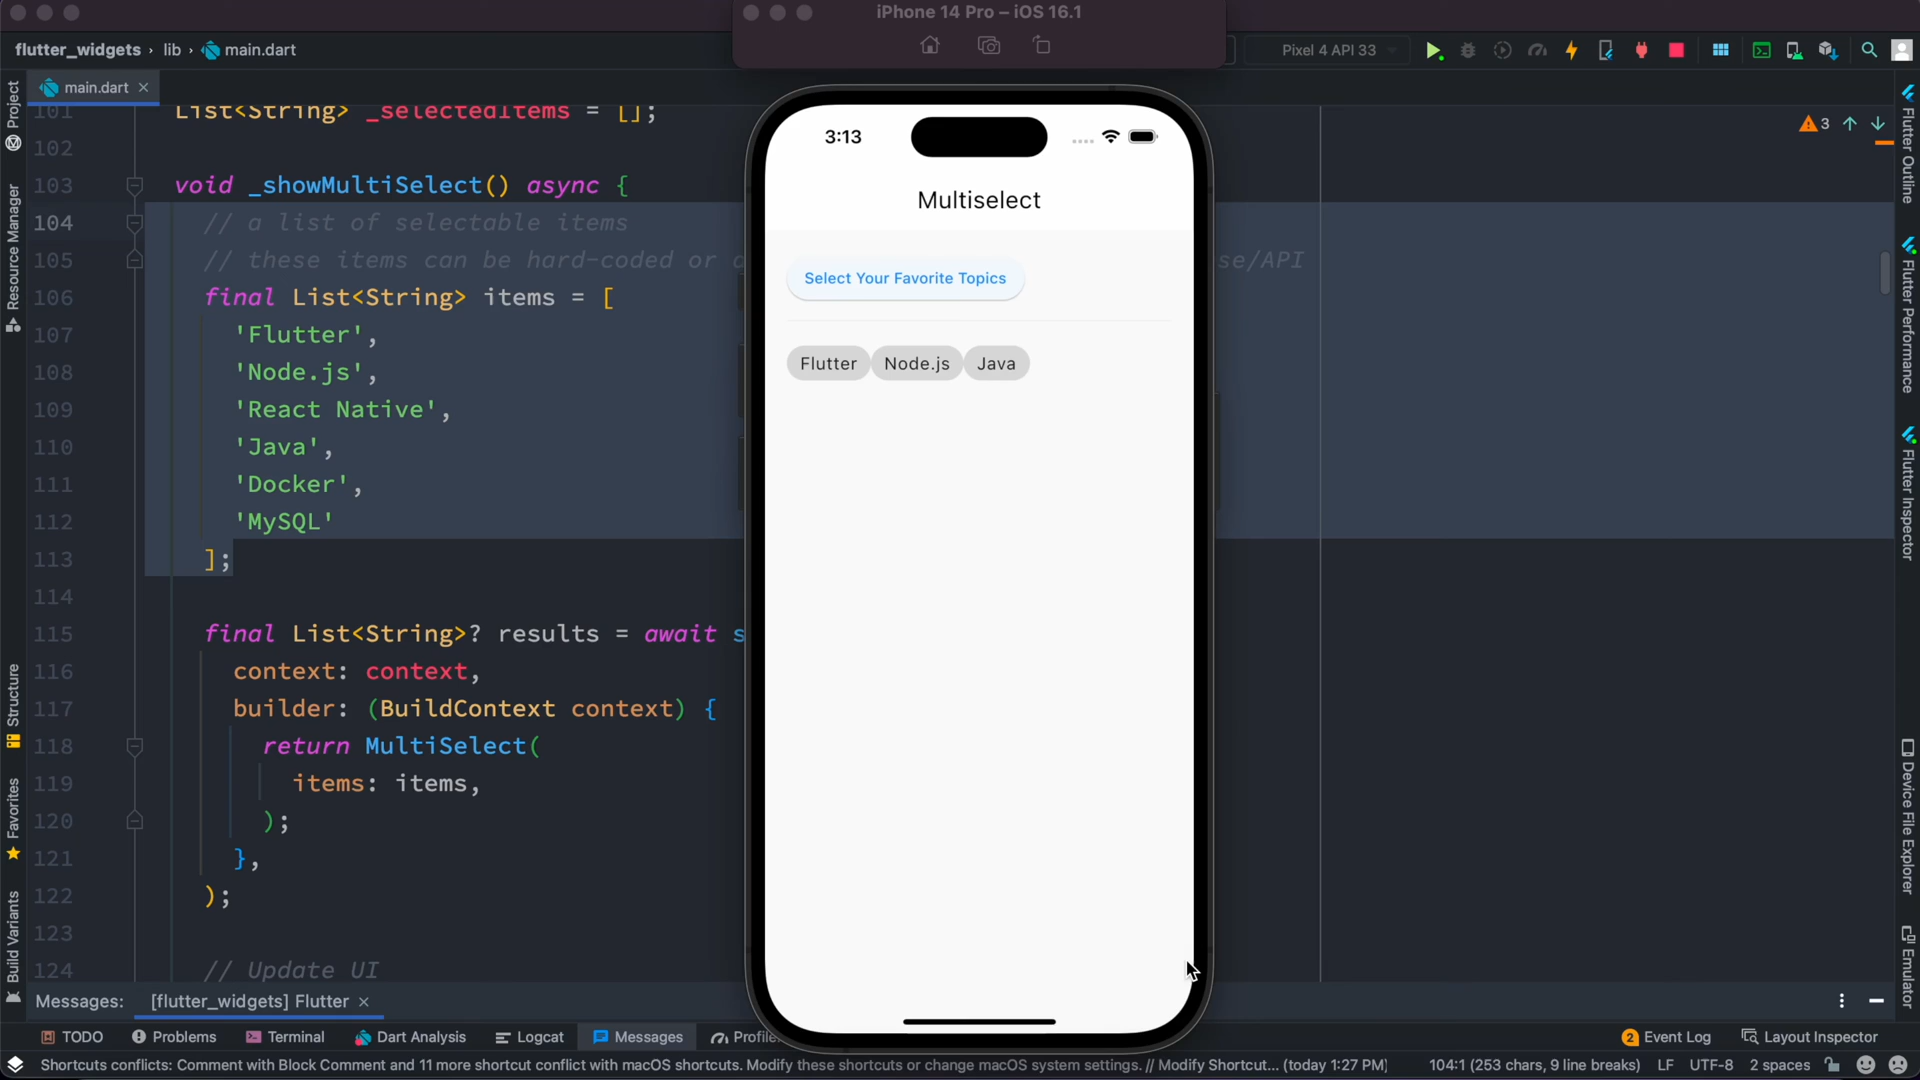 iPhone 14 Pro – iOS 16.1
flutter_widgets › lib › main.dart
Pixel 4 API 33
main.dart
3
101 List<String> _selectedItems = [];
102
103 void _showMultiSelect() async {
104 // a list of selectable items
105 // these items can be hard-coded or se/API
106 final List<String> items = [
107 'Flutter',
108 'Node.js',
109 'React Native',
110 'Java',
111 'Docker',
112 'MySQL'
113 ];
114
115 final List<String>? results = await s
116 context: context,
117 builder: (BuildContext context) {
118 return MultiSelect(
119 items: items,
120 );
121 },
122 );
123
124 // Update UI
3:13
Multiselect
Select Your Favorite Topics
Flutter Node.js Java
Project
Resource Manager
Structure
Favorites
Build Variants
Flutter Outline
Flutter Performance
Flutter Inspector
Device File Explorer
Emulator
Messages: [flutter_widgets] Flutter
TODO Problems Terminal Dart Analysis Logcat Messages Profile 2 Event Log Layout Inspector
Shortcuts conflicts: Comment with Block Comment and 11 more shortcut conflict with macOS shortcuts. Modify these shortcuts or change macOS system settings. // Modify Shortcut... (today 1:27 PM) 104:1 (253 chars, 9 line breaks) LF UTF-8 2 spaces